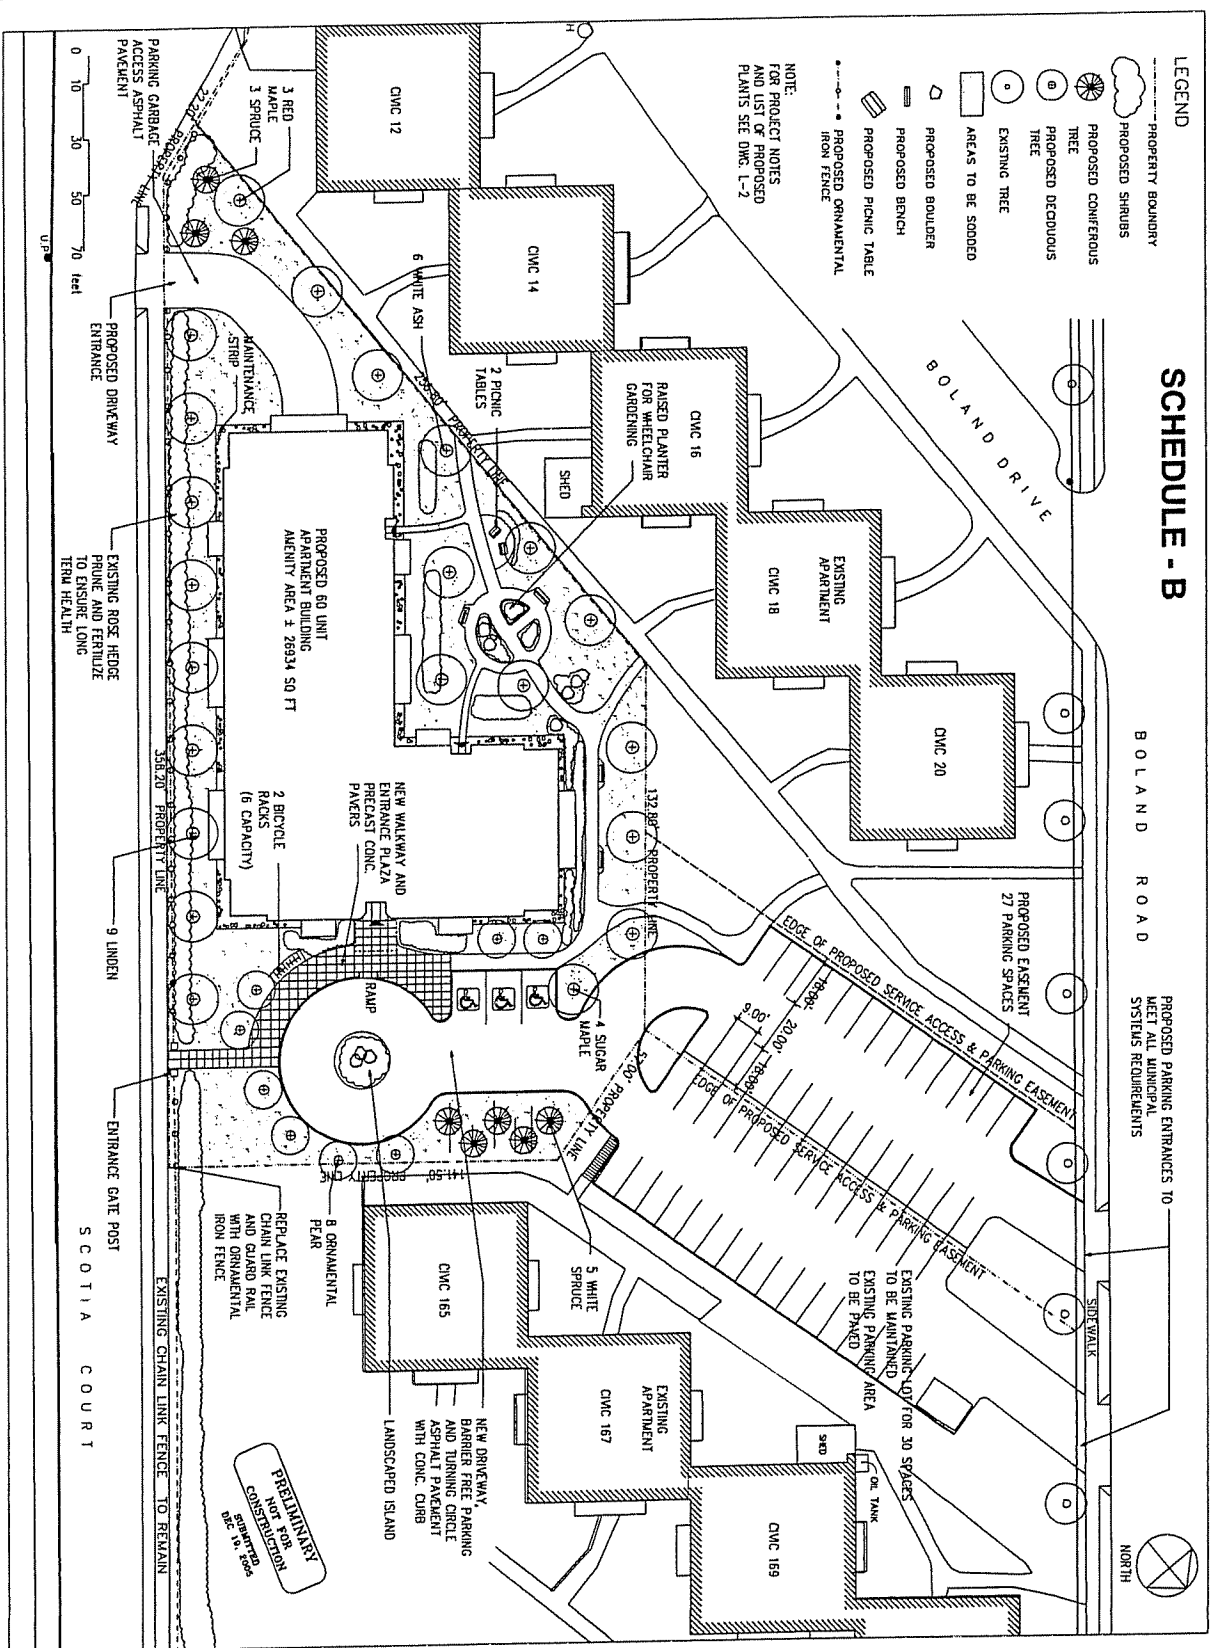 SCHEDULE - B
LEGEND
PROPERTY BOUNDRY
PROPOSED SHRUBS
PROPOSED CONIFEROUS
TREE
PROPOSED DECIDUOUS
TREE
EXISTING TREE
AREAS TO BE SODDED
PROPOSED BOULDER
PROPOSED BENCH
PROPOSED PICNIC TABLE
PROPOSED ORNAMENTAL
IRON FENCE
NOTE:
FOR PROJECT NOTES
AND LIST OF PROPOSED
PLANTS SEE DWG. L-2
BOLAND DRIVE
BOLAND ROAD
PROPOSED PARKING ENTRANCES TO
MEET ALL MUNICIPAL
SYSTEMS REQUIREMENTS
NORTH
SIDEWALK
H
CIVIC 12
CIVIC 14
CIVIC 16
EXISTING
APARTMENT
CIVIC 18
CIVIC 20
SHED
PROPOSED EASEMENT
27 PARKING SPACES
EDGE OF PROPOSED SERVICE ACCESS & PARKING EASEMENT
18.00'
20.00'
18.00'
9.00'
EDGE OF PROPOSED SERVICE ACCESS & PARKING EASEMENT
EXISTING PARKING LOT FOR 30 SPACES
TO BE MAINTAINED
EXISTING PARKING AREA
TO BE PAVED
SHED
OIL TANK
CIVIC 165
EXISTING
APARTMENT
CIVIC 167
CIVIC 169
3 RED
MAPLE
3 SPRUCE
6 WHITE ASH
2 PICNIC
TABLES
RAISED PLANTER
FOR WHEELCHAIR
GARDENING
PROPERTY LINE
132.80' PROPERTY LINE
57.00' PROPERTY LINE
141.50' PROPERTY LINE
27.20' PROPERTY LINE
358.20 PROPERTY LINE
MAINTENANCE
STRIP
PROPOSED 60 UNIT
APARTMENT BUILDING
AMENITY AREA ± 26934 SQ FT
NEW WALKWAY AND
ENTRANCE PLAZA
PRECAST CONC.
PAVERS
2 BICYCLE
RACKS
(6 CAPACITY)
RAMP
4 SUGAR
MAPLE
5 WHITE
SPRUCE
8 ORNAMENTAL
PEAR
NEW DRIVEWAY,
BARRIER FREE PARKING
AND TURNING CIRCLE
ASPHALT PAVEMENT
WITH CONC. CURB
LANDSCAPED ISLAND
REPLACE EXISTING
CHAIN LINK FENCE
AND GUARD RAIL
WITH ORNAMENTAL
IRON FENCE
PARKING GARBAGE
ACCESS ASPHALT
PAVEMENT
PROPOSED DRIVEWAY
ENTRANCE
EXISTING ROSE HEDGE
PRUNE AND FERTILIZE
TO ENSURE LONG
TERM HEALTH
9 LINDEN
ENTRANCE GATE POST
EXISTING CHAIN LINK FENCE TO REMAIN
SCOTIA COURT
0 10 30 50 70 feet
U.P
PRELIMINARY
NOT FOR
CONSTRUCTION
SUBMITTED
DEC 19, 2006